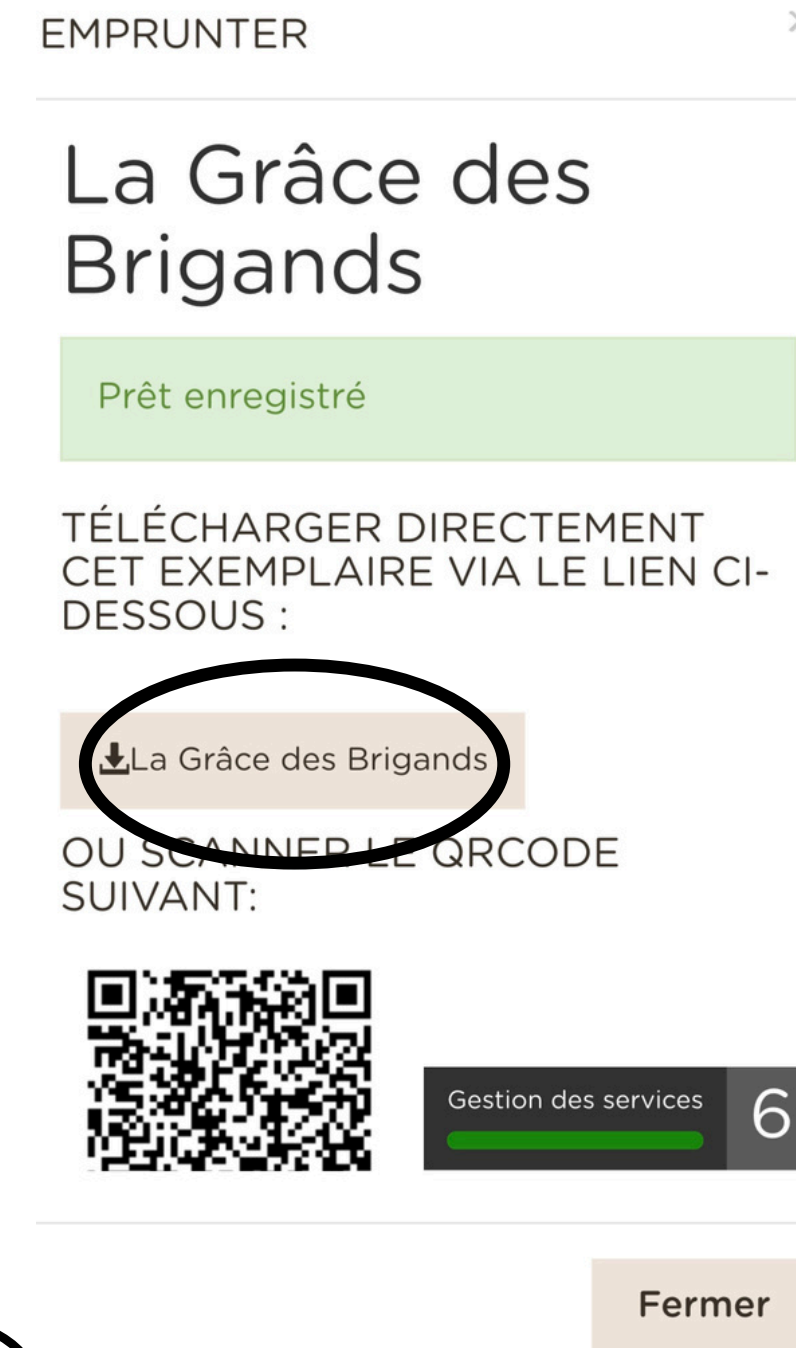 EMPRUNTER
La Grâce des
Brigands
Prêt enregistré
TÉLÉCHARGER DIRECTEMENT
CET EXEMPLAIRE VIA LE LIEN CI-
DESSOUS :
La Grâce des Brigands
OU SCANNER LE QRCODE
SUIVANT:
Gestion des services
6
Fermer